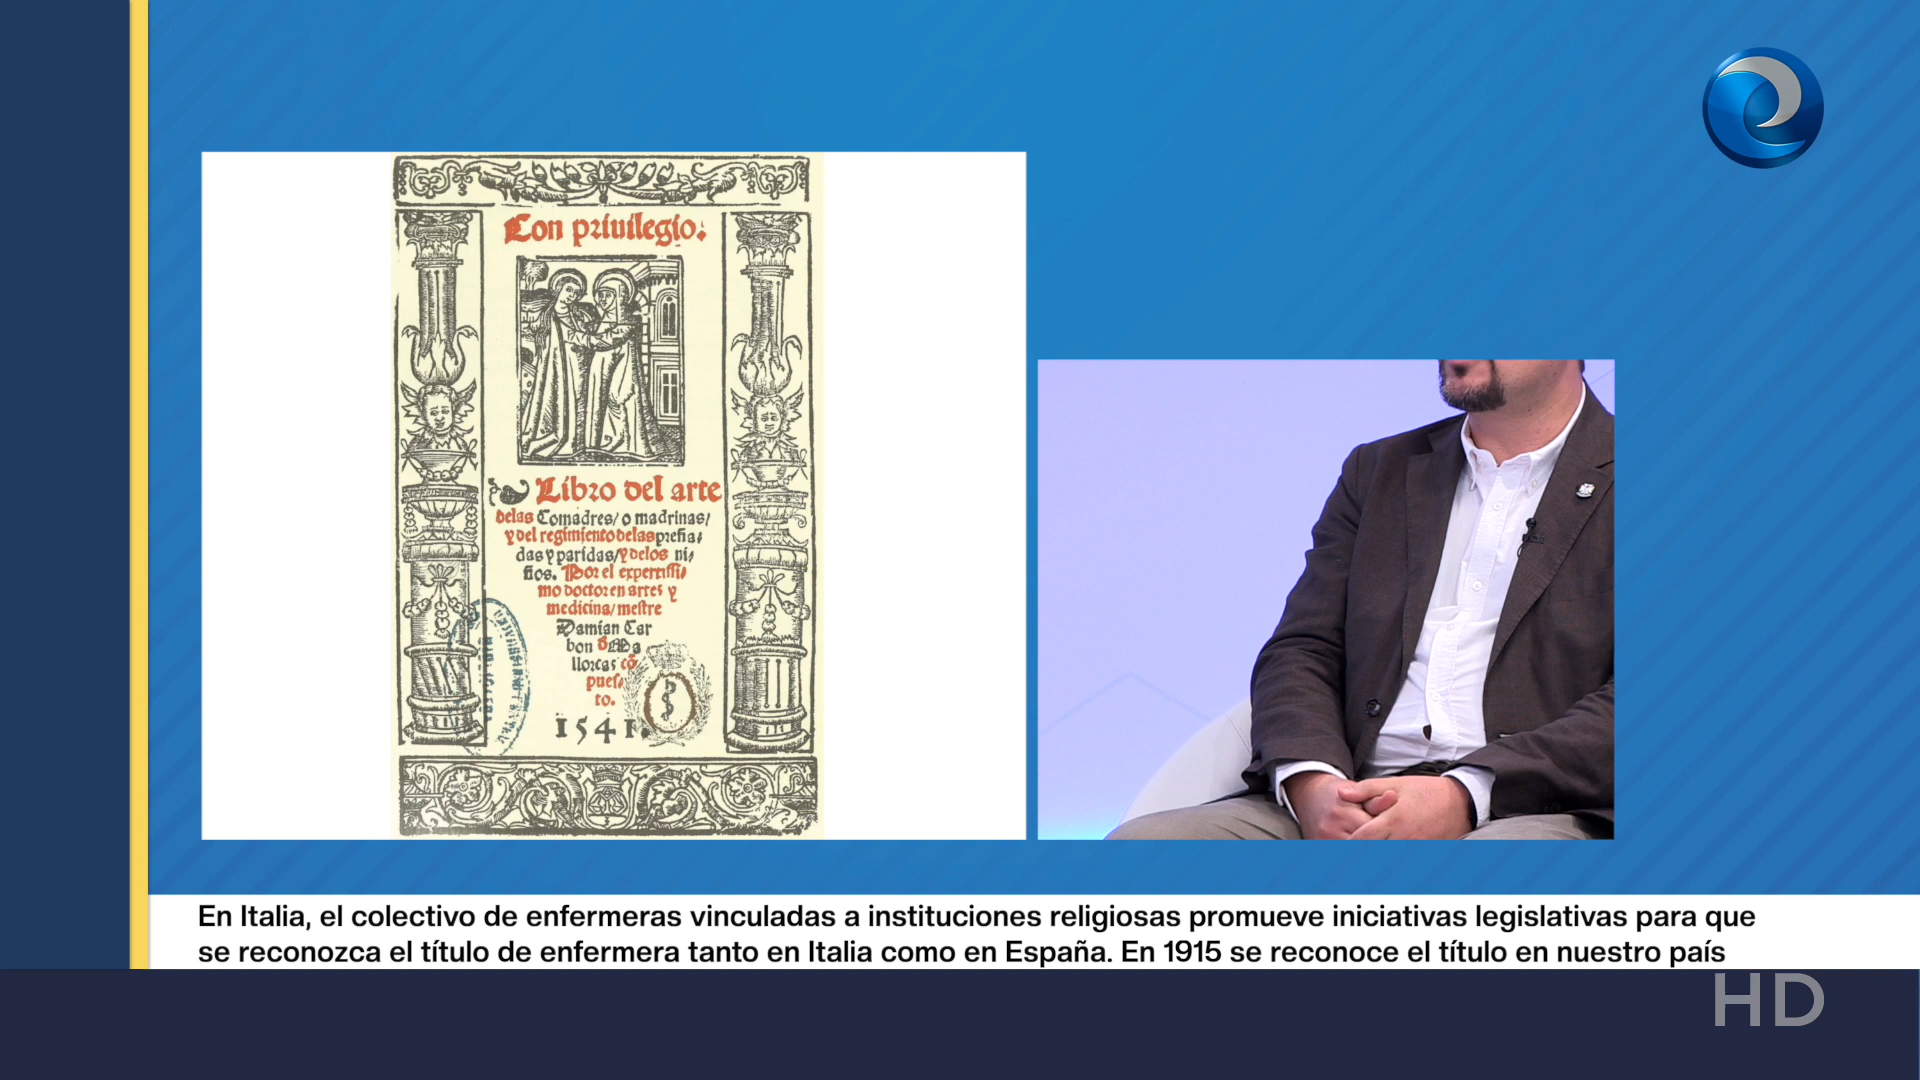 Con priuilegio.
Libro del arte
delas Comadres/o madrinas/
y del regimiento delas preña/
das y paridas/y delos ni/
ños. Por el expertissi/
mo doctor en artes y
medicina/mestre
Damian Car
bon d Ma
llorcas cõ
pues/
to.
1541.
En Italia, el colectivo de enfermeras vinculadas a instituciones religiosas promueve iniciativas legislativas para que
se reconozca el título de enfermera tanto en Italia como en España. En 1915 se reconoce el título en nuestro país
HD